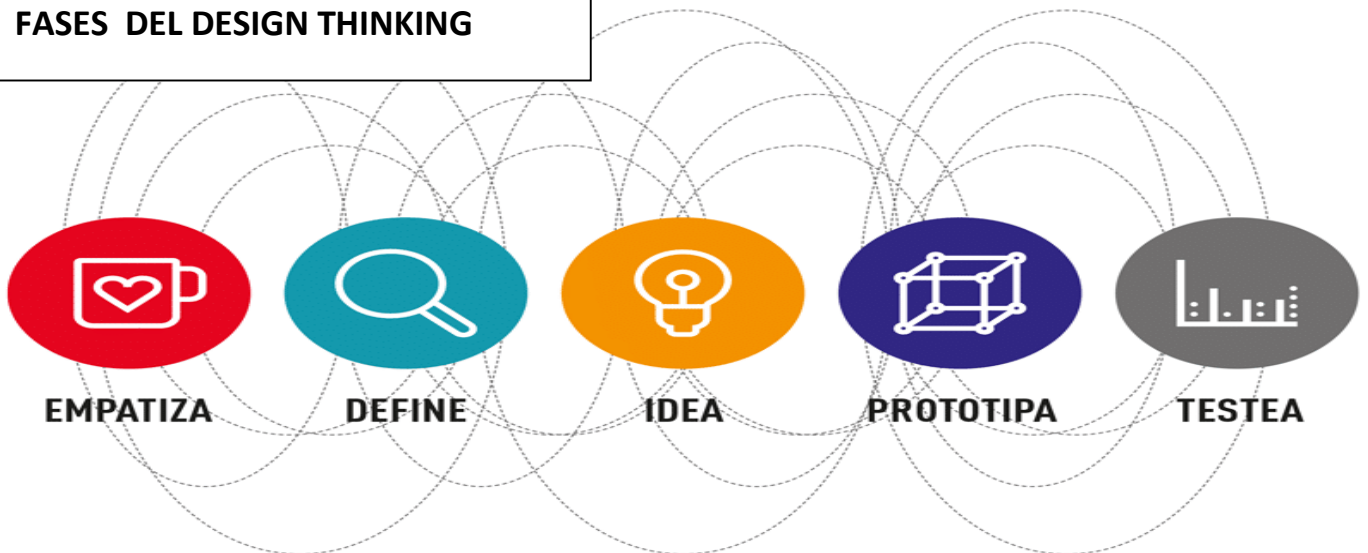 FASES DEL DESIGN THINKING
EMPATIZA
DEFINE
IDEA
PROTOTIPA
TESTEA